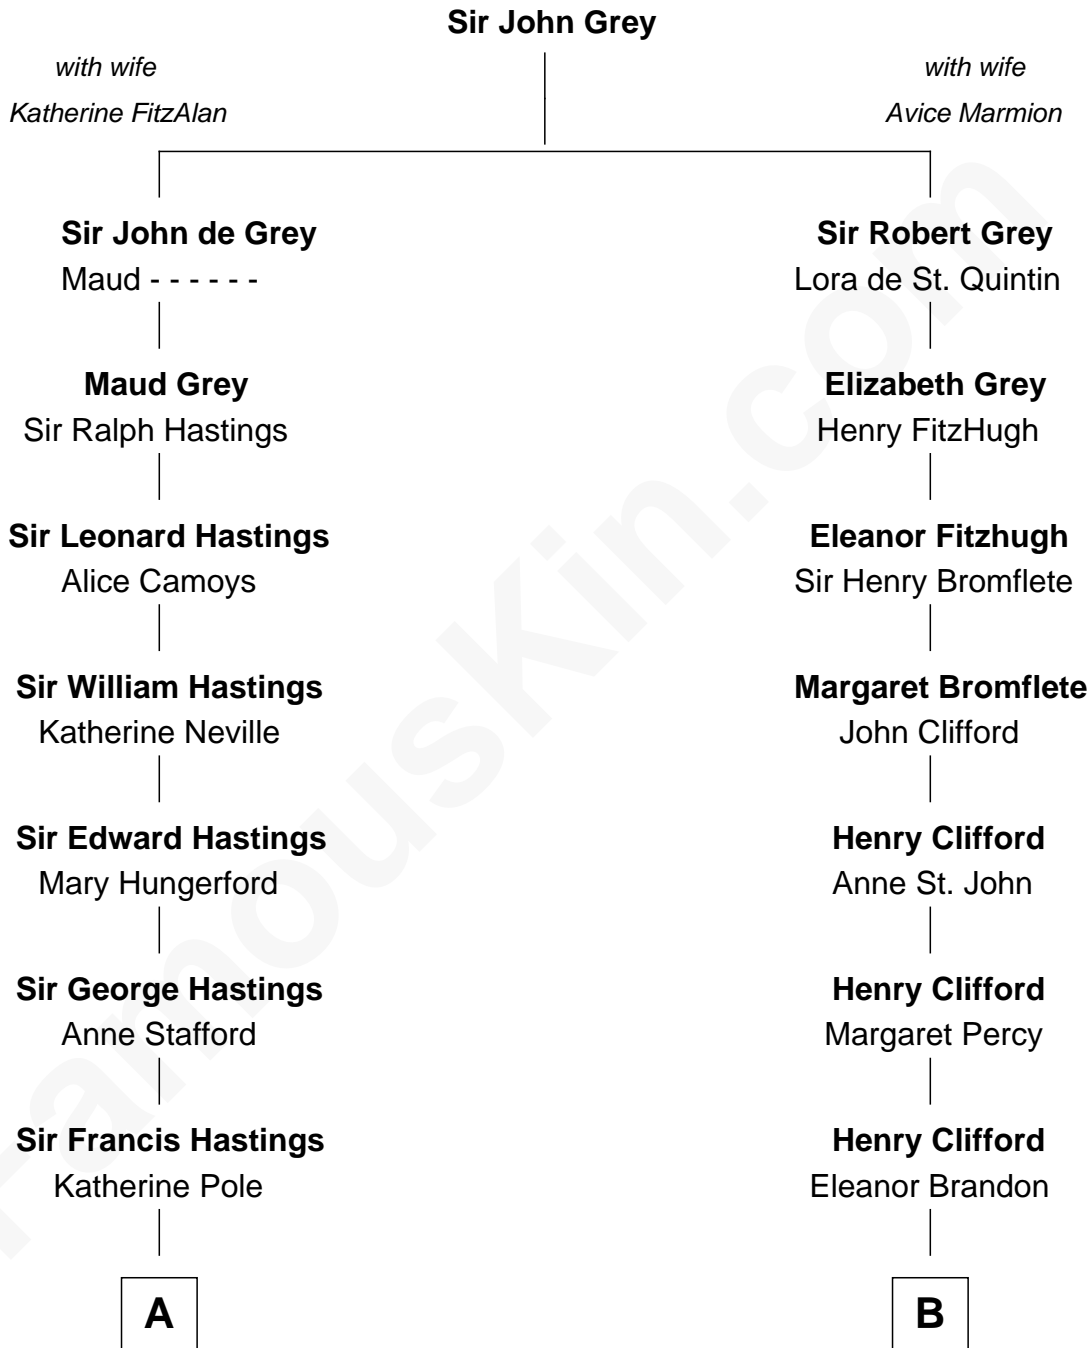 Sir John Grey
with wife
Katherine FitzAlan
with wife
Avice Marmion
Sir John de Grey
Maud - - - - - -
Sir Robert Grey
Lora de St. Quintin
Maud Grey
Sir Ralph Hastings
Elizabeth Grey
Henry FitzHugh
Sir Leonard Hastings
Alice Camoys
Eleanor Fitzhugh
Sir Henry Bromflete
Sir William Hastings
Katherine Neville
Margaret Bromflete
John Clifford
Sir Edward Hastings
Mary Hungerford
Henry Clifford
Anne St. John
Sir George Hastings
Anne Stafford
Henry Clifford
Margaret Percy
Sir Francis Hastings
Katherine Pole
Henry Clifford
Eleanor Brandon
A
B
FamousKin.com